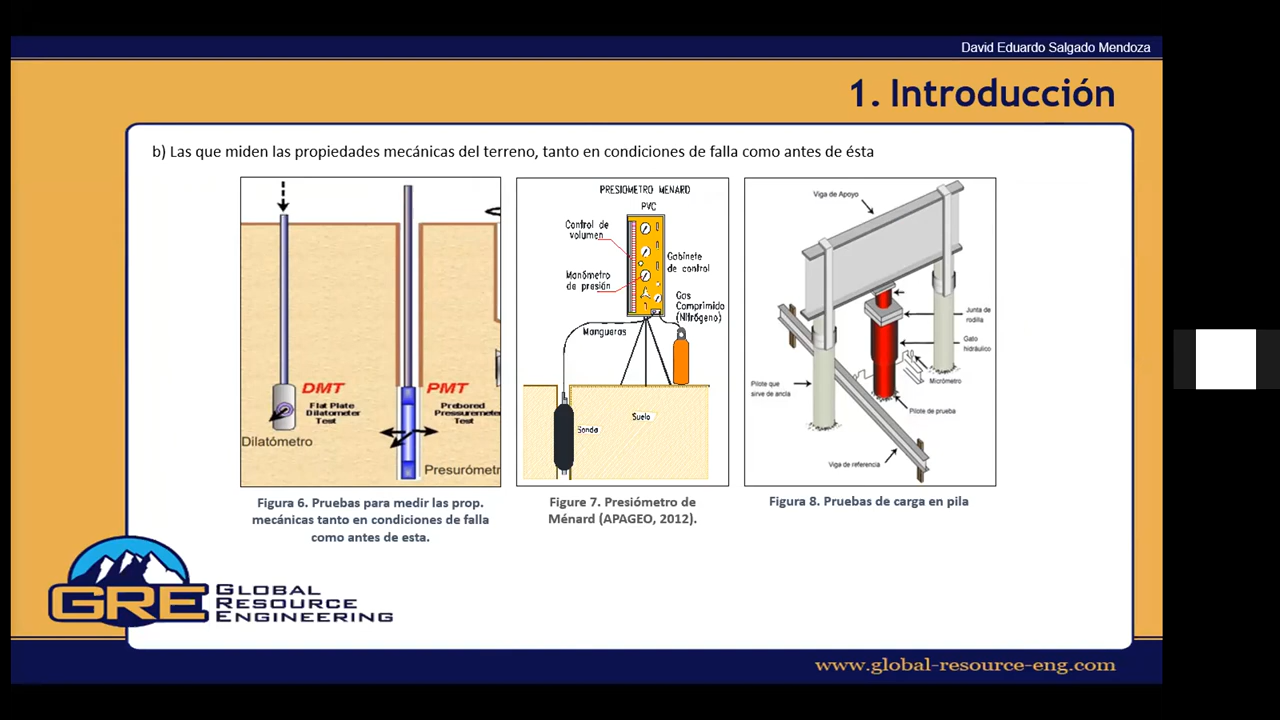 David Eduardo Salgado Mendoza
1. Introducción
b) Las que miden las propiedades mecánicas del terreno, tanto en condiciones de falla como antes de ésta
DMT
Flat Plate
Dilatometer
Test
Dilatómetro
PMT
Prebored
Pressuremete
Test
Presurómetr
PRESIOMETRO MENARD
PVC
Control de
volumen
Manómetro
de presión
Gabinete
de control
Gas
Comprimido
(Nitrógeno)
Mangueras
Suelo
Sonda
Viga de Apoyo
Junta de
rodilla
Gato
hidráulico
Micrómetro
Pilote que
sirve de ancla
Pilote de prueba
Viga de referencia
Figura 6. Pruebas para medir las prop.
mecánicas tanto en condiciones de falla
como antes de esta.
Figure 7. Presiómetro de
Ménard (APAGEO, 2012).
Figura 8. Pruebas de carga en pila
GRE
GLOBAL
RESOURCE
ENGINEERING
www.global-resource-eng.com